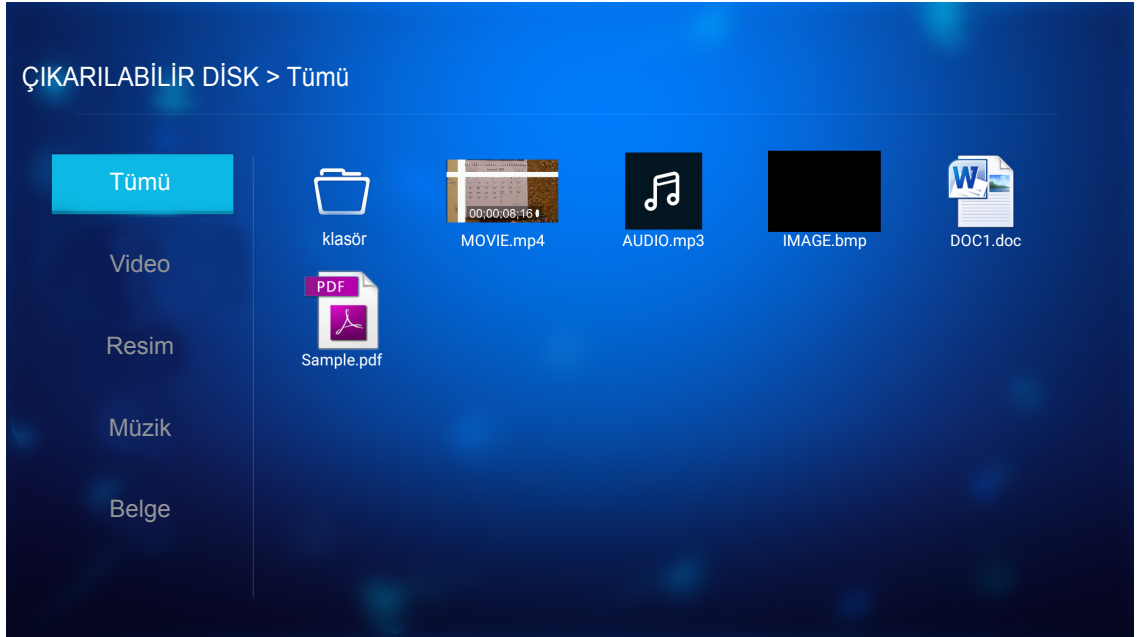 ÇIKARILABİLİR DİSK > Tümü
Tümü
Video
Resim
Müzik
Belge
klasör
00;00;08;16
MOVIE.mp4
AUDIO.mp3
IMAGE.bmp
W
DOC1.doc
PDF
Sample.pdf